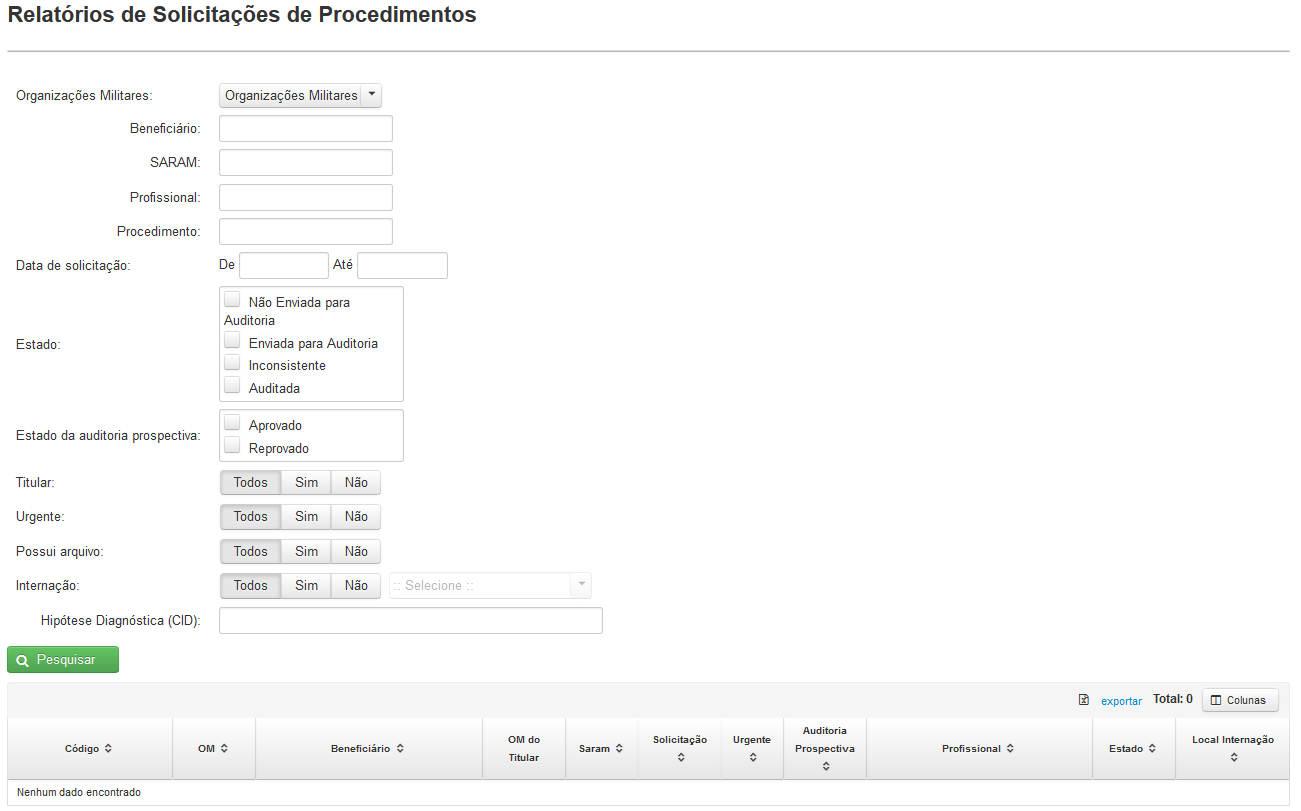 Relatórios de Solicitações de Procedimentos
Organizações Militares: Organizações Militares
Beneficiário:
SARAM:
Profissional:
Procedimento:
Data de solicitação: De Até
Estado:
Não Enviada para
Auditoria
Enviada para Auditoria
Inconsistente
Auditada
Estado da auditoria prospectiva:
Aprovado
Reprovado
Titular: Todos Sim Não
Urgente: Todos Sim Não
Possui arquivo: Todos Sim Não
Internação: Todos Sim Não :: Selecione ::
Hipótese Diagnóstica (CID):
Pesquisar
exportar Total: 0 Colunas
Código OM Beneficiário OM do Titular Saram Solicitação Urgente Auditoria Prospectiva Profissional Estado Local Internação
Nenhum dado encontrado